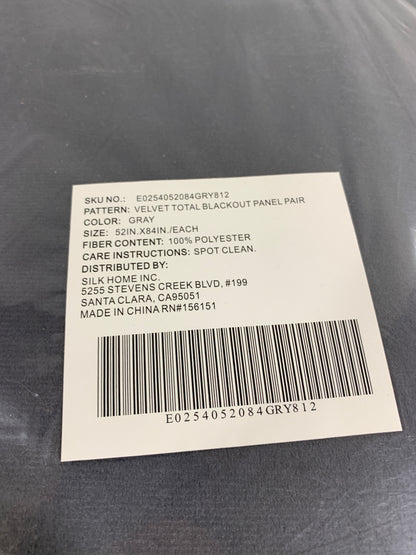 SKU NO.: E0254052084GRY812
PATTERN: VELVET TOTAL BLACKOUT PANEL PAIR
COLOR: GRAY
SIZE: 52IN.X84IN./EACH
FIBER CONTENT: 100% POLYESTER
CARE INSTRUCTIONS: SPOT CLEAN.
DISTRIBUTED BY:
SILK HOME INC.
5255 STEVENS CREEK BLVD, #199
SANTA CLARA, CA95051
MADE IN CHINA RN#156151
E0254052084GRY812